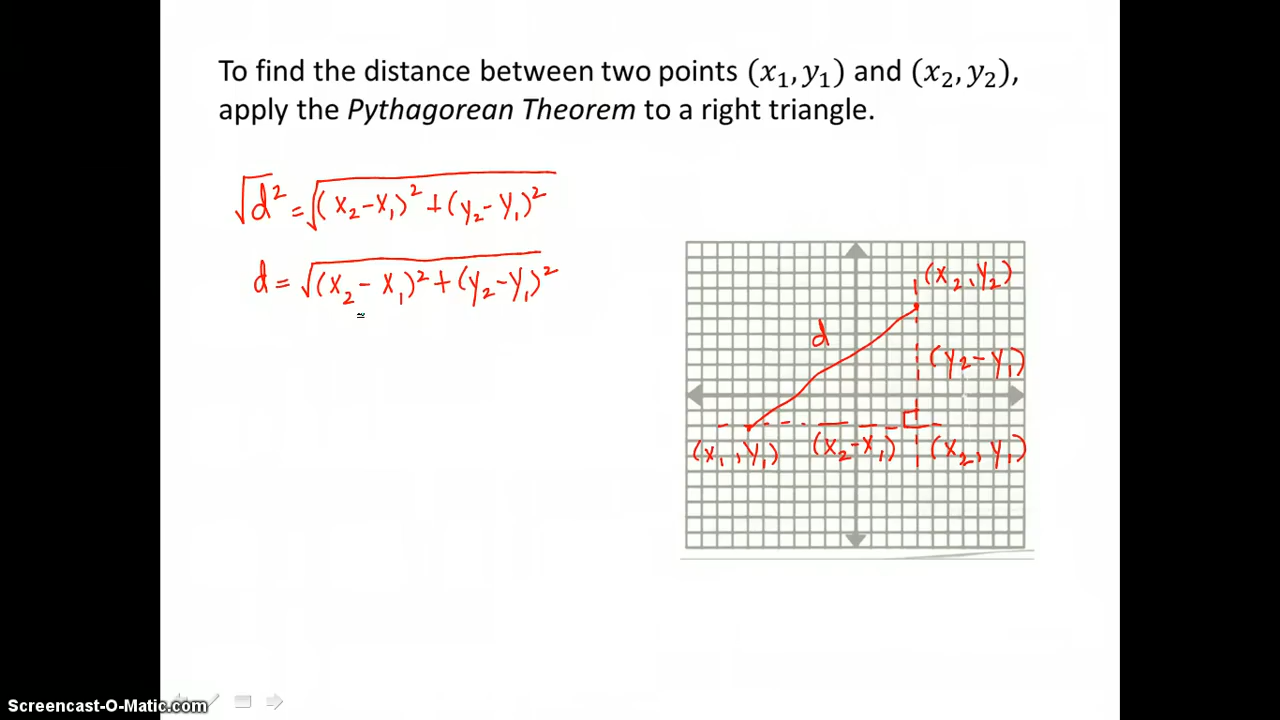 To find the distance between two points (x₁, y₁) and (x₂, y₂),
apply the Pythagorean Theorem to a right triangle.
√d² = √(x₂-x₁)² + (y₂-y₁)²
d = √(x₂-x₁)² + (y₂-y₁)²
(x₂, y₂)
d
(y₂-y₁)
(x₁, y₁)
(x₂-x₁)
(x₂, y₁)
Screencast-O-Matic.com